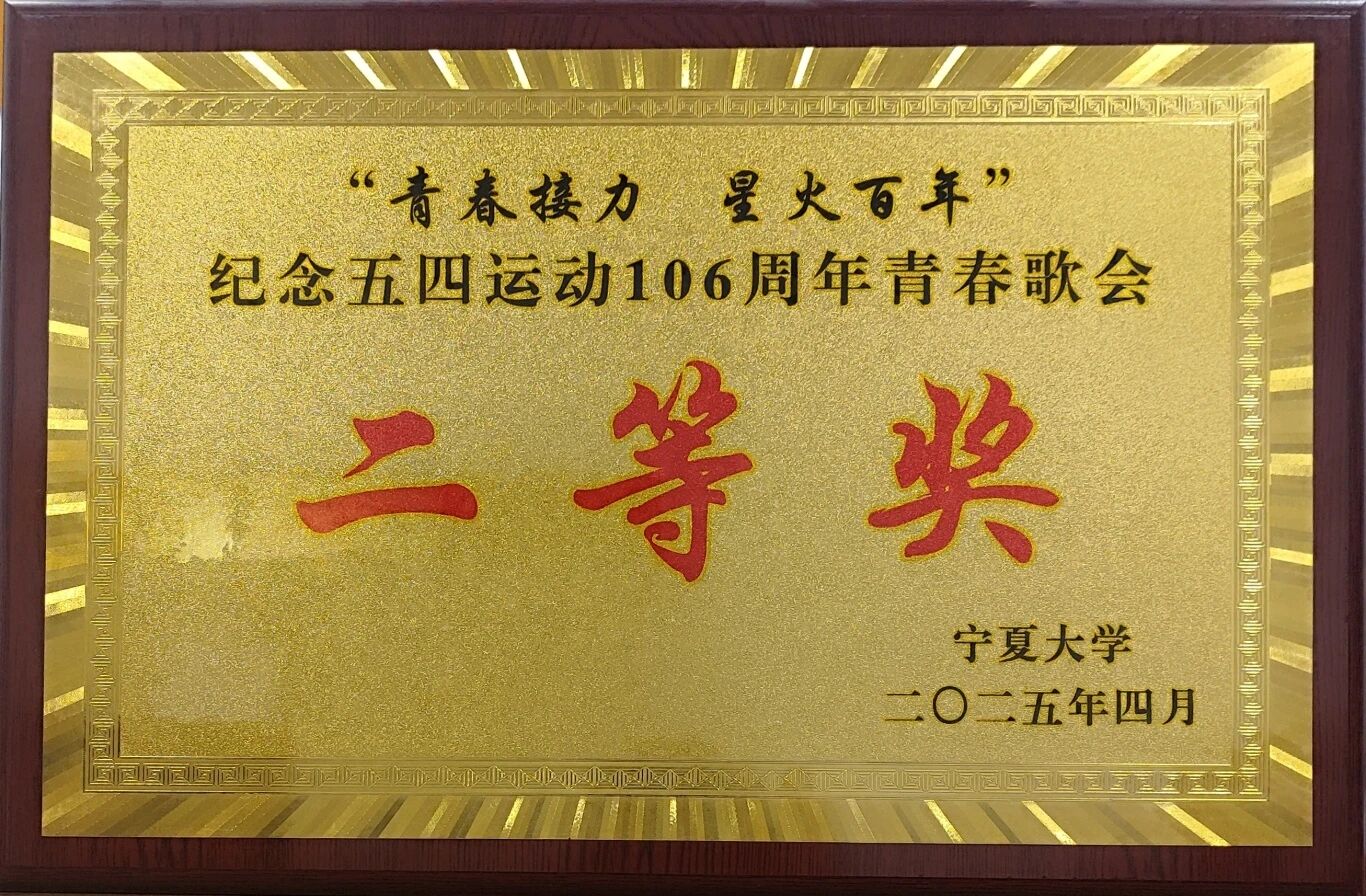 “青春接力　星火百年”
纪念五四运动106周年青春歌会
二等奖
宁夏大学
二〇二五年四月